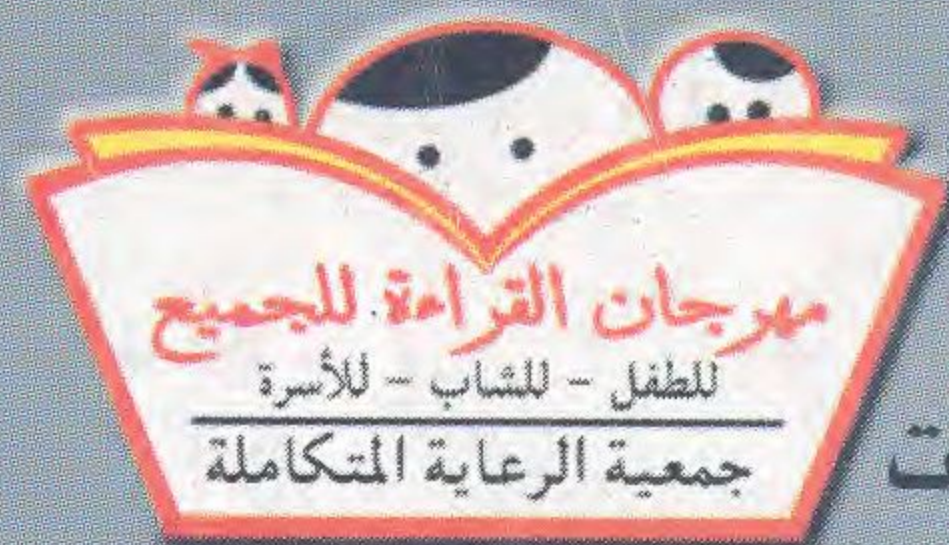 مهرجان القراءة للجميع
للطفل - للشاب - للأسرة
جمعية الرعاية المتكاملة